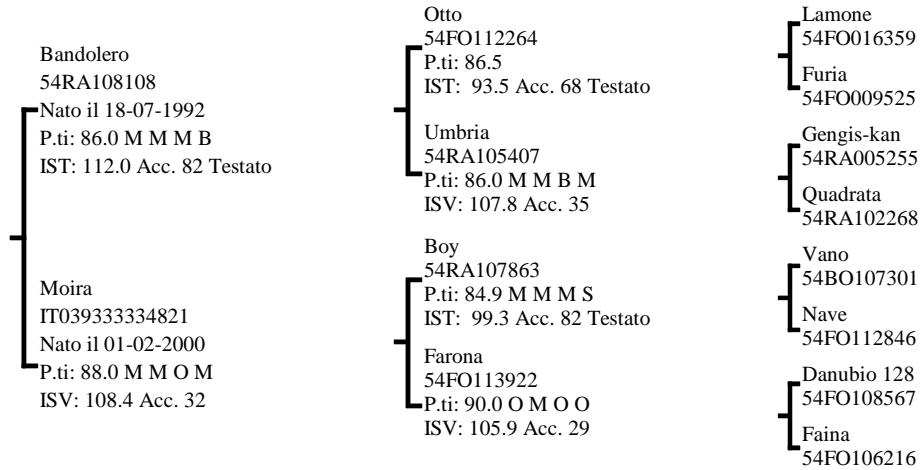 Bandolero
54RA108108
Nato il 18-07-1992
P.ti: 86.0 M M M B
IST: 112.0 Acc. 82 Testato
Moira
IT039333334821
Nato il 01-02-2000
P.ti: 88.0 M M O M
ISV: 108.4 Acc. 32
Otto
54FO112264
P.ti: 86.5
IST: 93.5 Acc. 68 Testato
Umbria
54RA105407
P.ti: 86.0 M M B M
ISV: 107.8 Acc. 35
Boy
54RA107863
P.ti: 84.9 M M M S
IST: 99.3 Acc. 82 Testato
Farona
54FO113922
P.ti: 90.0 O M O O
ISV: 105.9 Acc. 29
Lamone
54FO016359
Furia
54FO009525
Gengis-kan
54RA005255
Quadrata
54RA102268
Vano
54BO107301
Nave
54FO112846
Danubio 128
54FO108567
Faina
54FO106216